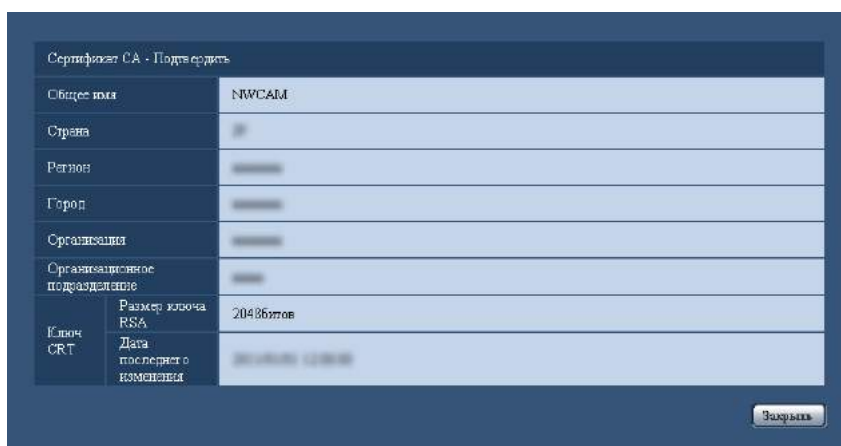 Сертификат CA - Подтвердить
Общее имя NWCAM
Страна
Регион
Город
Организация
Организационное
подразделение
Ключ
CRT
Размер ключа
RSA
2048битов
Дата
последнего
изменения
Закрыть